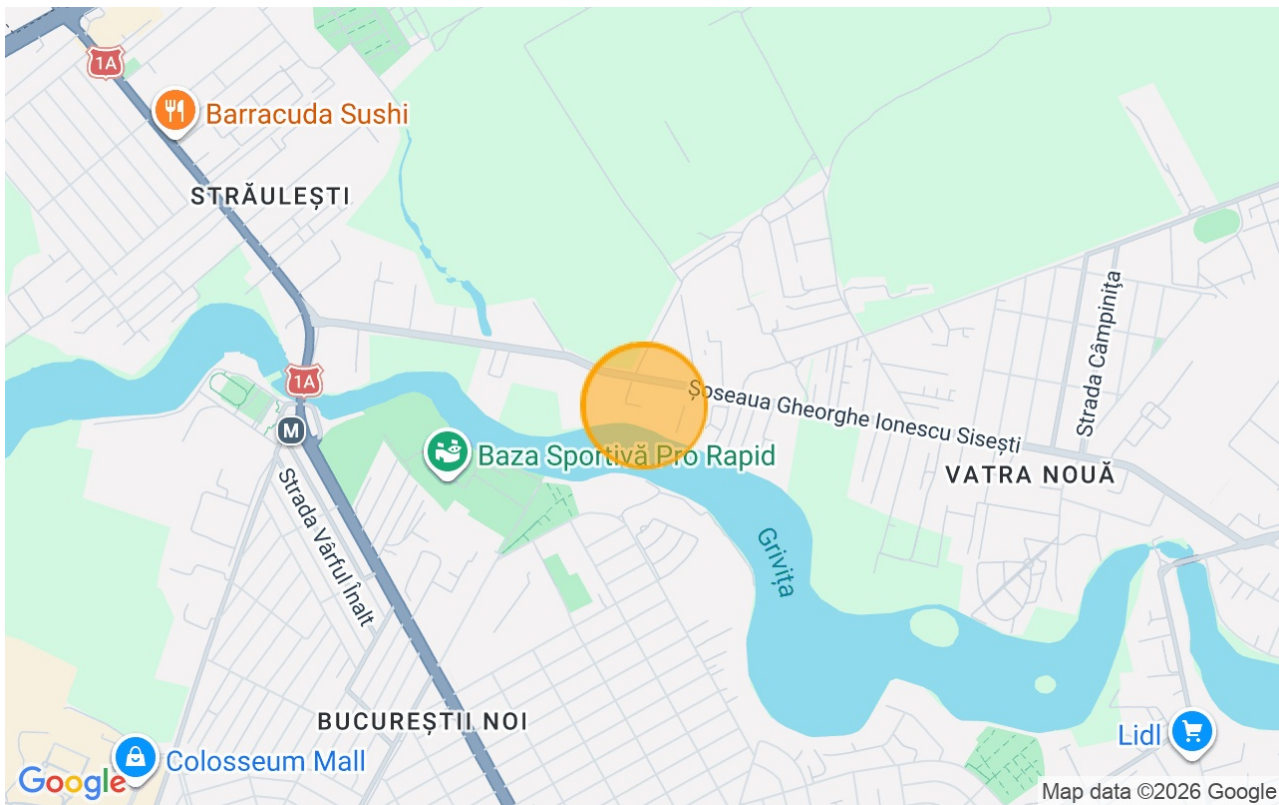 1A
Barracuda Sushi
STRĂULEȘTI
Strada Câmpinița
1A
Șoseaua Gheorghe Ionescu Sisești
M
Baza Sportivă Pro Rapid
VATRA NOUĂ
Strada Vârful Înalt
Grivița
BUCUREȘTII NOI
Lidl
Colosseum Mall
Google
Map data ©2026 Google